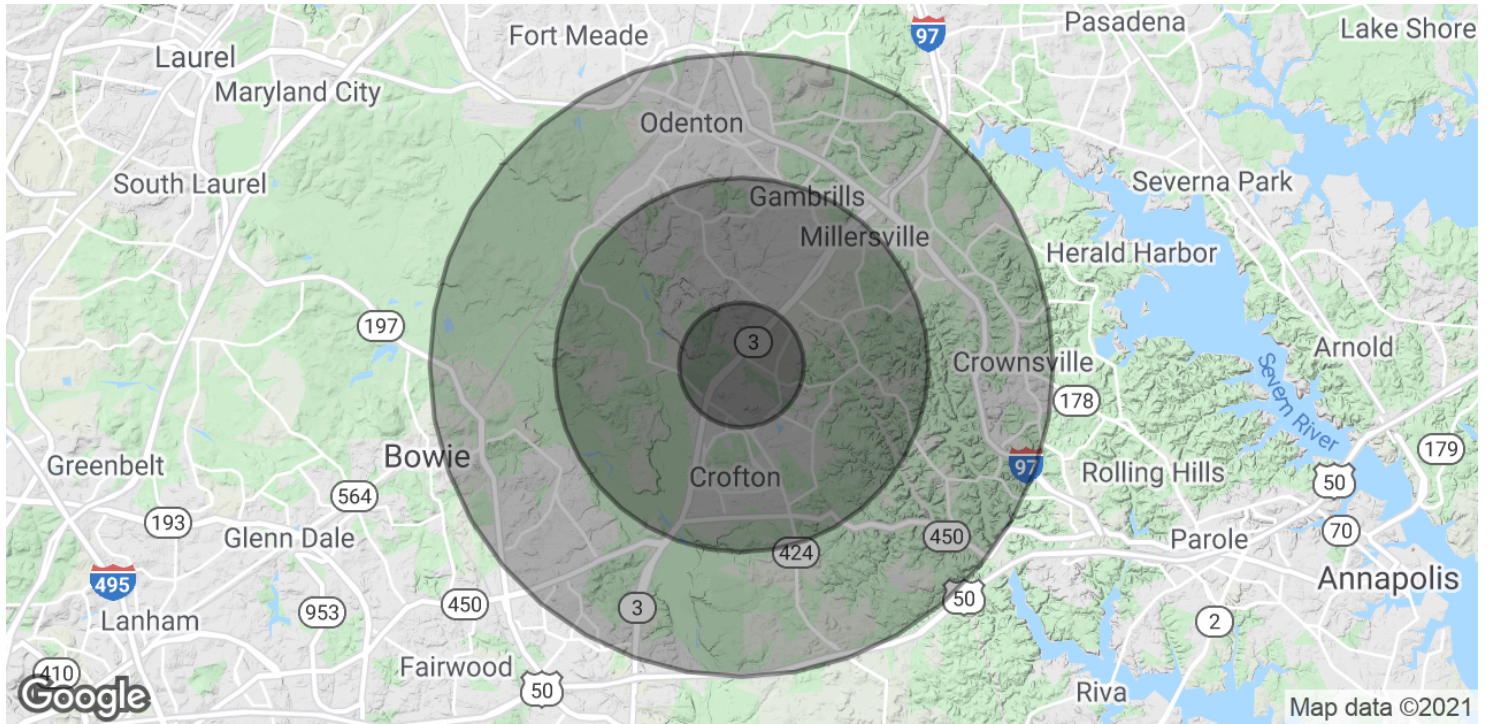 Pasadena
97
Lake Shore
Fort Meade
Laurel
Maryland City
Odenton
South Laurel
Severna Park
Gambrills
Millersville
Herald Harbor
197
3
Arnold
Crownsville
178
Severn River
Bowie
Greenbelt
179
97
Rolling Hills
Crofton
50
564
193
70
Glenn Dale
424
450
Parole
495
Annapolis
50
450
3
953
Lanham
2
Fairwood
410
50
Riva
Google
Map data ©2021